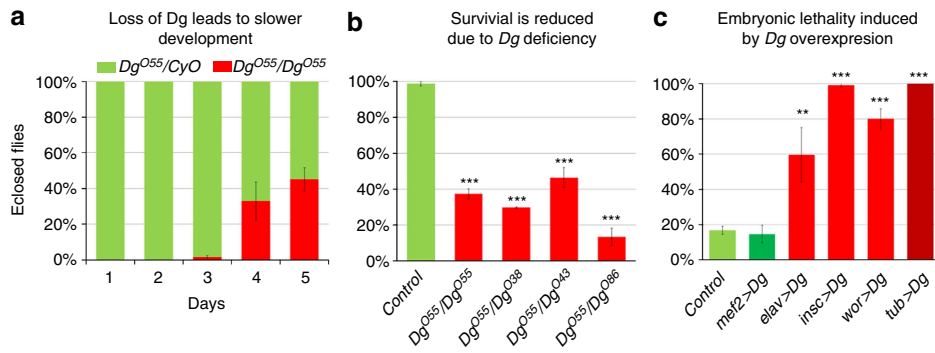 a
Loss of Dg leads to slower
development
Dg^O55/CyO
Dg^O55/Dg^O55
Eclosed flies
100%
80%
60%
40%
20%
0%
1 2 3 4 5
Days
b
Survivial is reduced
due to Dg deficiency
100%
80%
60%
40%
20%
0%
***
***
***
***
Control
Dg^O55/Dg^O55
Dg^O55/Dg^O38
Dg^O55/Dg^O43
Dg^O55/Dg^O86
c
Embryonic lethality induced
by Dg overexpresion
100%
80%
60%
40%
20%
0%
**
***
***
***
Control
mef2>Dg
elav>Dg
insc>Dg
wor>Dg
tub>Dg